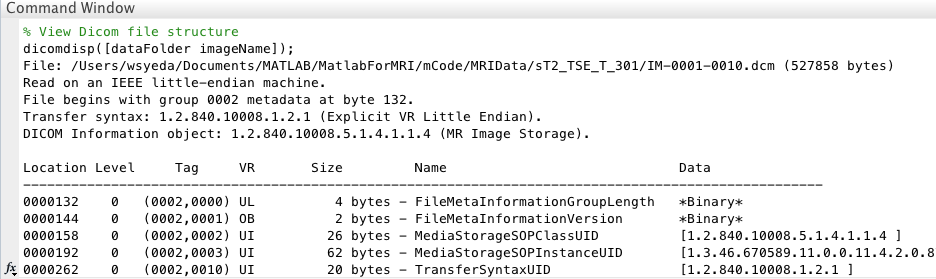 Command Window
% View Dicom file structure
dicomdisp([dataFolder imageName]);
File: /Users/wsyeda/Documents/MATLAB/MatlabForMRI/mCode/MRIData/sT2_TSE_T_301/IM-0001-0010.dcm (527858 bytes)
Read on an IEEE little-endian machine.
File begins with group 0002 metadata at byte 132.
Transfer syntax: 1.2.840.10008.1.2.1 (Explicit VR Little Endian).
DICOM Information object: 1.2.840.10008.5.1.4.1.1.4 (MR Image Storage).
Location Level Tag VR Size Name Data
0000132 0 (0002,0000) UL 4 bytes - FileMetaInformationGroupLength *Binary*
0000144 0 (0002,0001) OB 2 bytes - FileMetaInformationVersion *Binary*
0000158 0 (0002,0002) UI 26 bytes - MediaStorageSOPClassUID [1.2.840.10008.5.1.4.1.1.4 ]
0000192 0 (0002,0003) UI 62 bytes - MediaStorageSOPInstanceUID [1.3.46.670589.11.0.0.11.4.2.0.8
fx 0000262 0 (0002,0010) UI 20 bytes - TransferSyntaxUID [1.2.840.10008.1.2.1 ]